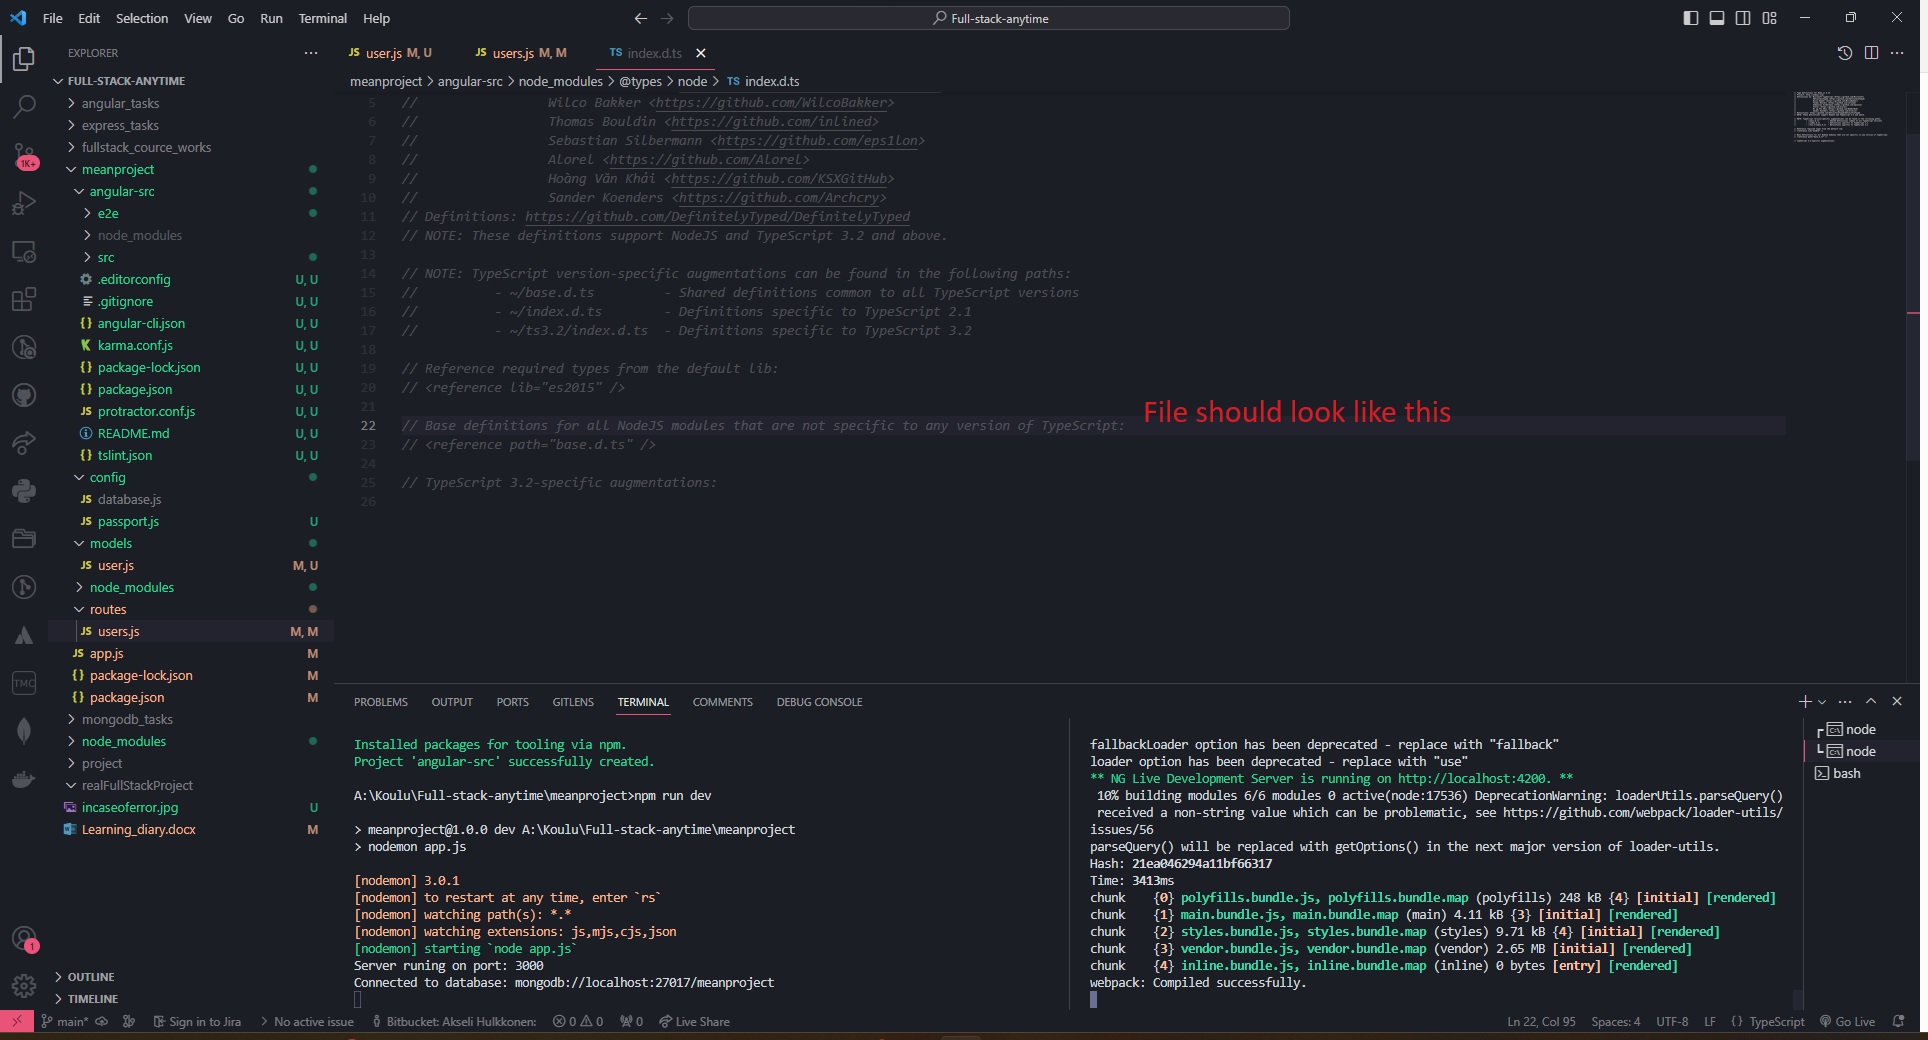 File Edit Selection View Go Run Terminal Help
Full-stack-anytime
EXPLORER
FULL-STACK-ANYTIME
angular_tasks
express_tasks
fullstack_cource_works
meanproject
angular-src
e2e
node_modules
src
.editorconfig U, U
.gitignore U, U
angular-cli.json U, U
karma.conf.js U, U
package-lock.json U, U
package.json U, U
protractor.conf.js U, U
README.md U, U
tslint.json U, U
config
database.js
passport.js U
models
user.js M, U
node_modules
routes
users.js M, M
app.js M
package-lock.json M
package.json M
mongodb_tasks
node_modules
project
realFullStackProject
incaseoferror.jpg U
Learning_diary.docx M
OUTLINE
TIMELINE
1K+
TMC
1
JS user.js M, U JS users.js M, M TS index.d.ts
meanproject > angular-src > node_modules > @types > node > TS index.d.ts
5 // Wilco Bakker <https://github.com/WilcoBakker>
6 // Thomas Bouldin <https://github.com/inlined>
7 // Sebastian Silbermann <https://github.com/eps1lon>
8 // Alorel <https://github.com/Alorel>
9 // Hoàng Văn Khải <https://github.com/KSXGitHub>
10 // Sander Koenders <https://github.com/Archcry>
11 // Definitions: https://github.com/DefinitelyTyped/DefinitelyTyped
12 // NOTE: These definitions support NodeJS and TypeScript 3.2 and above.
13
14 // NOTE: TypeScript version-specific augmentations can be found in the following paths:
15 // - ~/base.d.ts - Shared definitions common to all TypeScript versions
16 // - ~/index.d.ts - Definitions specific to TypeScript 2.1
17 // - ~/ts3.2/index.d.ts - Definitions specific to TypeScript 3.2
18
19 // Reference required types from the default lib:
20 // <reference lib="es2015" />
21
22 // Base definitions for all NodeJS modules that are not specific to any version of TypeScript:
File should look like this
23 // <reference path="base.d.ts" />
24
25 // TypeScript 3.2-specific augmentations:
26
PROBLEMS OUTPUT PORTS GITLENS TERMINAL COMMENTS DEBUG CONSOLE
Installed packages for tooling via npm.
Project 'angular-src' successfully created.
A:\Koulu\Full-stack-anytime\meanproject>npm run dev
> meanproject@1.0.0 dev A:\Koulu\Full-stack-anytime\meanproject
> nodemon app.js
[nodemon] 3.0.1
[nodemon] to restart at any time, enter `rs`
[nodemon] watching path(s): *.*
[nodemon] watching extensions: js,mjs,cjs,json
[nodemon] starting `node app.js`
Server runing on port: 3000
Connected to database: mongodb://localhost:27017/meanproject
fallbackLoader option has been deprecated - replace with "fallback"
loader option has been deprecated - replace with "use"
** NG Live Development Server is running on http://localhost:4200. **
10% building modules 6/6 modules 0 active(node:17536) DeprecationWarning: loaderUtils.parseQuery()
received a non-string value which can be problematic, see https://github.com/webpack/loader-utils/
issues/56
parseQuery() will be replaced with getOptions() in the next major version of loader-utils.
Hash: 21ea046294a11bf66317
Time: 3413ms
chunk {0} polyfills.bundle.js, polyfills.bundle.map (polyfills) 248 kB {4} [initial] [rendered]
chunk {1} main.bundle.js, main.bundle.map (main) 4.11 kB {3} [initial] [rendered]
chunk {2} styles.bundle.js, styles.bundle.map (styles) 9.71 kB {4} [initial] [rendered]
chunk {3} vendor.bundle.js, vendor.bundle.map (vendor) 2.65 MB [initial] [rendered]
chunk {4} inline.bundle.js, inline.bundle.map (inline) 0 bytes [entry] [rendered]
webpack: Compiled successfully.
node
node
bash
main* Sign in to Jira No active issue Bitbucket: Akseli Hulkkonen: 0 0 0 Live Share
Ln 22, Col 95 Spaces: 4 UTF-8 LF {} TypeScript Go Live